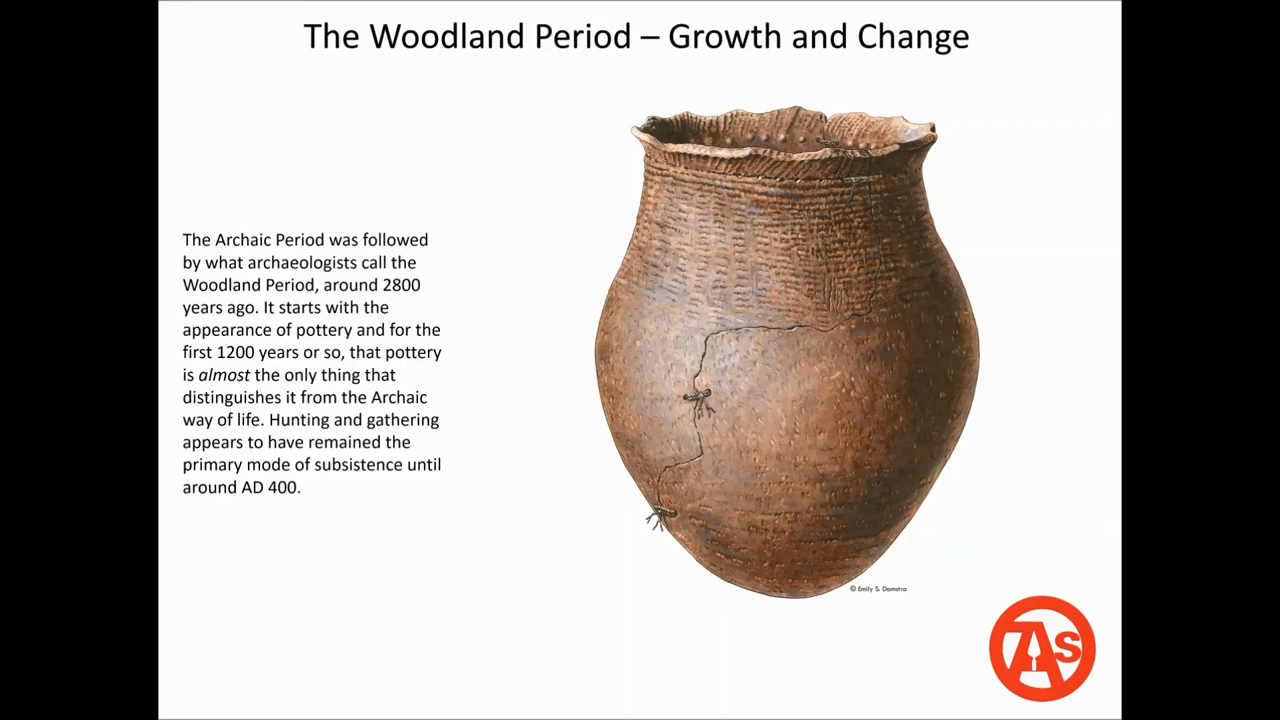 The Woodland Period – Growth and Change
The Archaic Period was followed
by what archaeologists call the
Woodland Period, around 2800
years ago. It starts with the
appearance of pottery and for the
first 1200 years or so, that pottery
is almost the only thing that
distinguishes it from the Archaic
way of life. Hunting and gathering
appears to have remained the
primary mode of subsistence until
around AD 400.
© Emily S. Damstra
7As